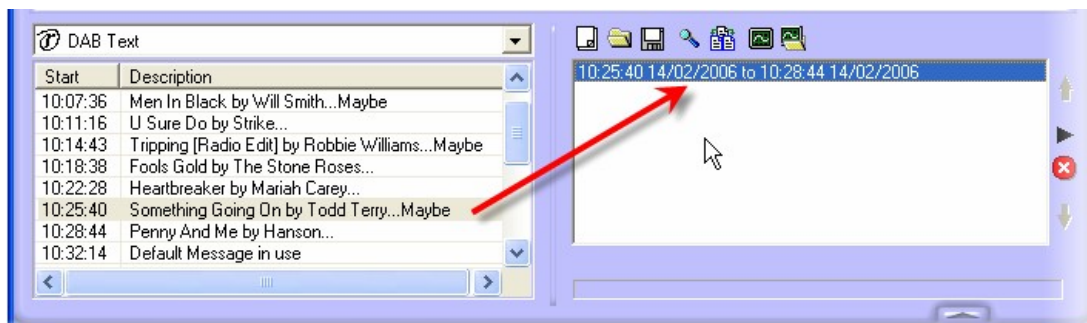 DAB Text
Start Description
10:07:36 Men In Black by Will Smith...Maybe
10:11:16 U Sure Do by Strike...
10:14:43 Tripping [Radio Edit] by Robbie Williams...Maybe
10:18:38 Fools Gold by The Stone Roses...
10:22:28 Heartbreaker by Mariah Carey...
10:25:40 Something Going On by Todd Terry...Maybe
10:28:44 Penny And Me by Hanson...
10:32:14 Default Message in use
10:25:40 14/02/2006 to 10:28:44 14/02/2006